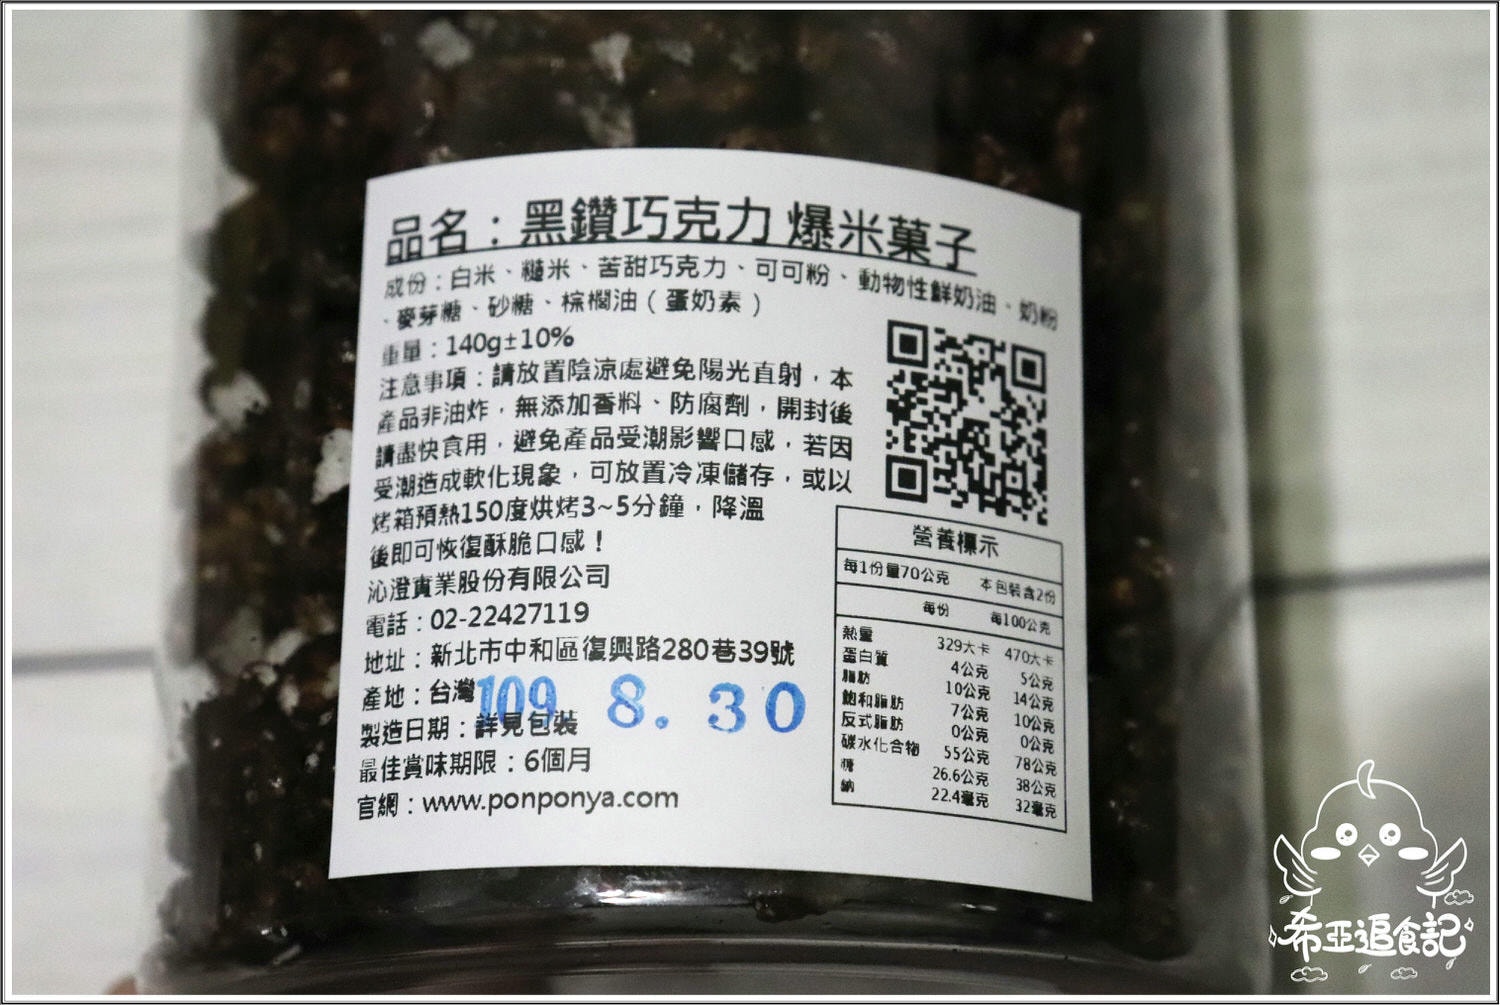 品名：黑鑽巧克力 爆米菓子
成份：白米、糙米、苦甜巧克力、可可粉、動物性鮮奶油、奶粉
、麥芽糖、砂糖、棕櫚油（蛋奶素）
重量：140g±10%
注意事項：請放置陰涼處避免陽光直射，本
產品非油炸，無添加香料、防腐劑，開封後
請盡快食用，避免產品受潮影響口感，若因
受潮造成軟化現象，可放置冷凍儲存，或以
烤箱預熱150度烘烤3~5分鐘，降溫
後即可恢復酥脆口感！
沁澄實業股份有限公司
電話：02-22427119
地址：新北市中和區復興路280巷39號
產地：台灣
109 8. 30
製造日期：詳見包裝
最佳賞味期限：6個月
官網：www.ponponya.com
營養標示
每1份量70公克 本包裝含2份
每份 每100公克
熱量 329大卡 470大卡
蛋白質 4公克 5公克
脂肪 10公克 14公克
飽和脂肪 7公克 10公克
反式脂肪 0公克 0公克
碳水化合物 55公克 78公克
糖 26.6公克 38公克
鈉 22.4毫克 32毫克
希亞追食記